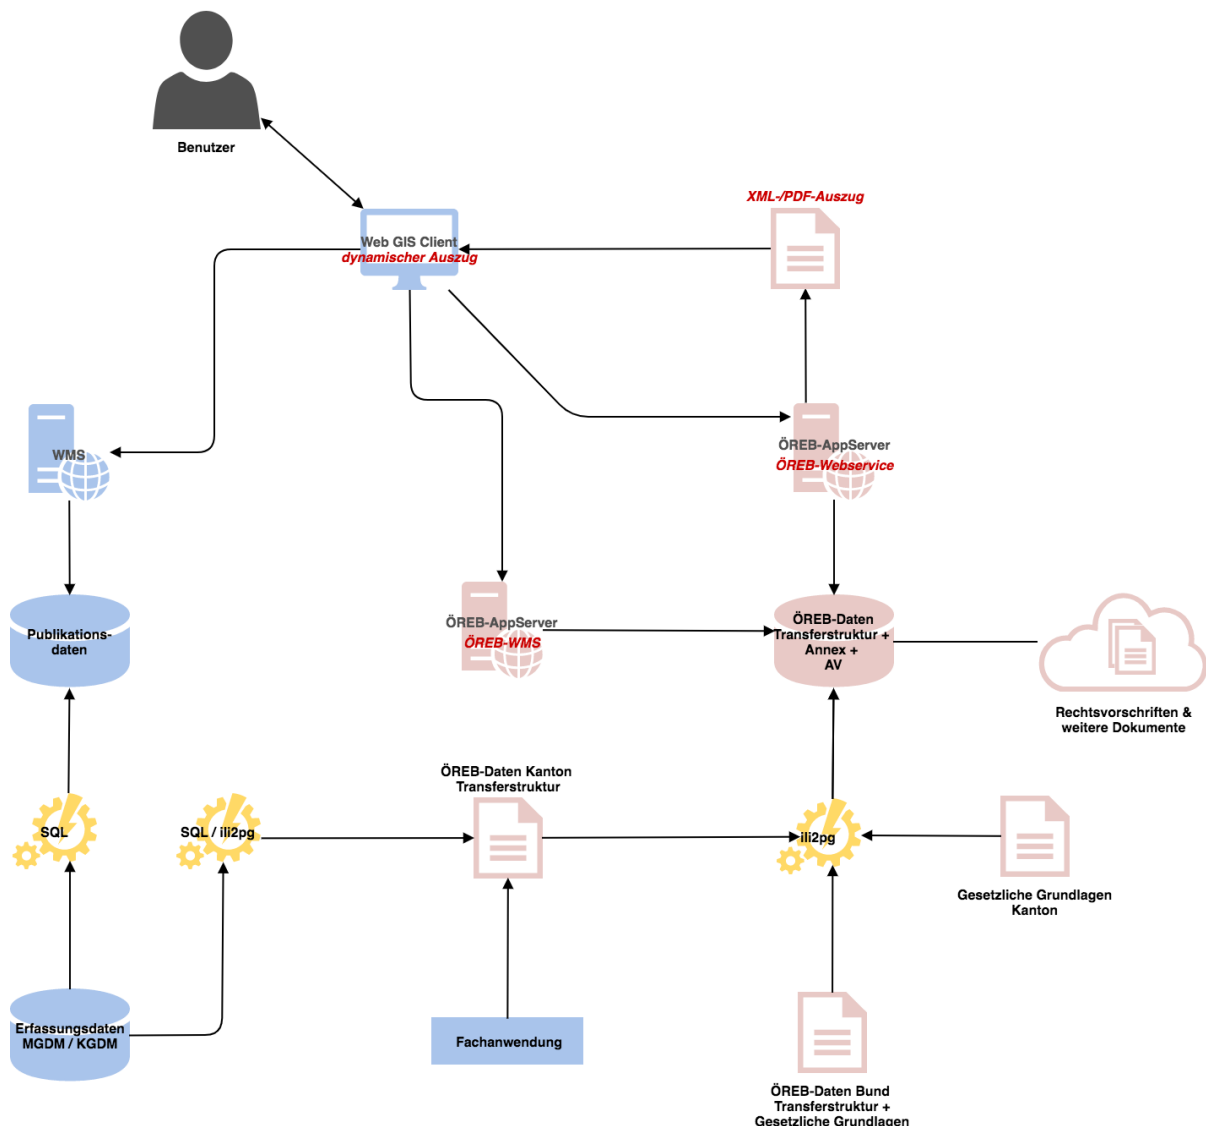 Benutzer
XML-/PDF-Auszug
Web GIS Client
dynamischer Auszug
WMS
ÖREB-AppServer
ÖREB-Webservice
Publikations-
daten
ÖREB-AppServer
ÖREB-WMS
ÖREB-Daten
Transferstruktur +
Annex +
AV
Rechtsvorschriften &
weitere Dokumente
ÖREB-Daten Kanton
Transferstruktur
SQL
SQL / ili2pg
ili2pg
Gesetzliche Grundlagen
Kanton
Erfassungsdaten
MGDM / KGDM
Fachanwendung
ÖREB-Daten Bund
Transferstruktur +
Gesetzliche Grundlagen